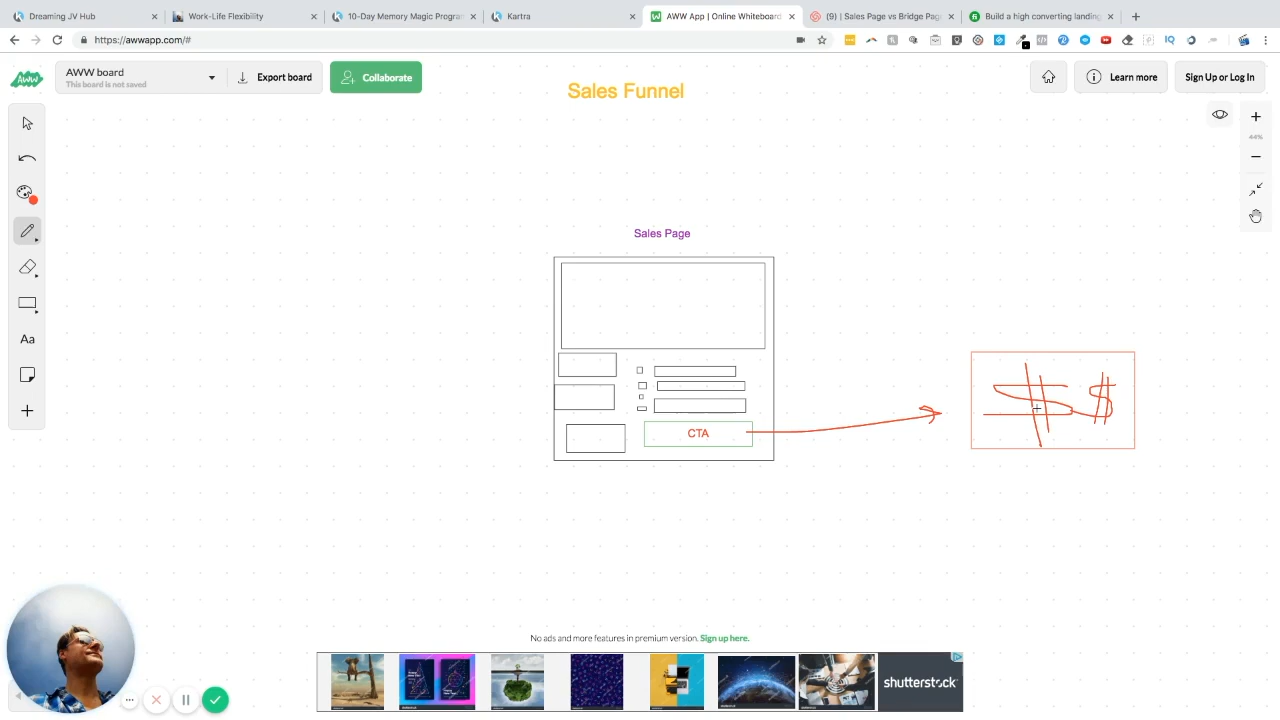 Dreaming JV Hub
Work-Life Flexibility
10-Day Memory Magic Program
Kartra
AWW App | Online Whiteboard
(9) | Sales Page vs Bridge Page
Build a high converting landing
https://awwapp.com/#
AWW
AWW board
This board is not saved
Export board
Collaborate
Learn more
Sign Up or Log In
Sales Funnel
44%
Sales Page
Aa
CTA
$ $
No ads and more features in premium version. Sign up here.
shutterstock